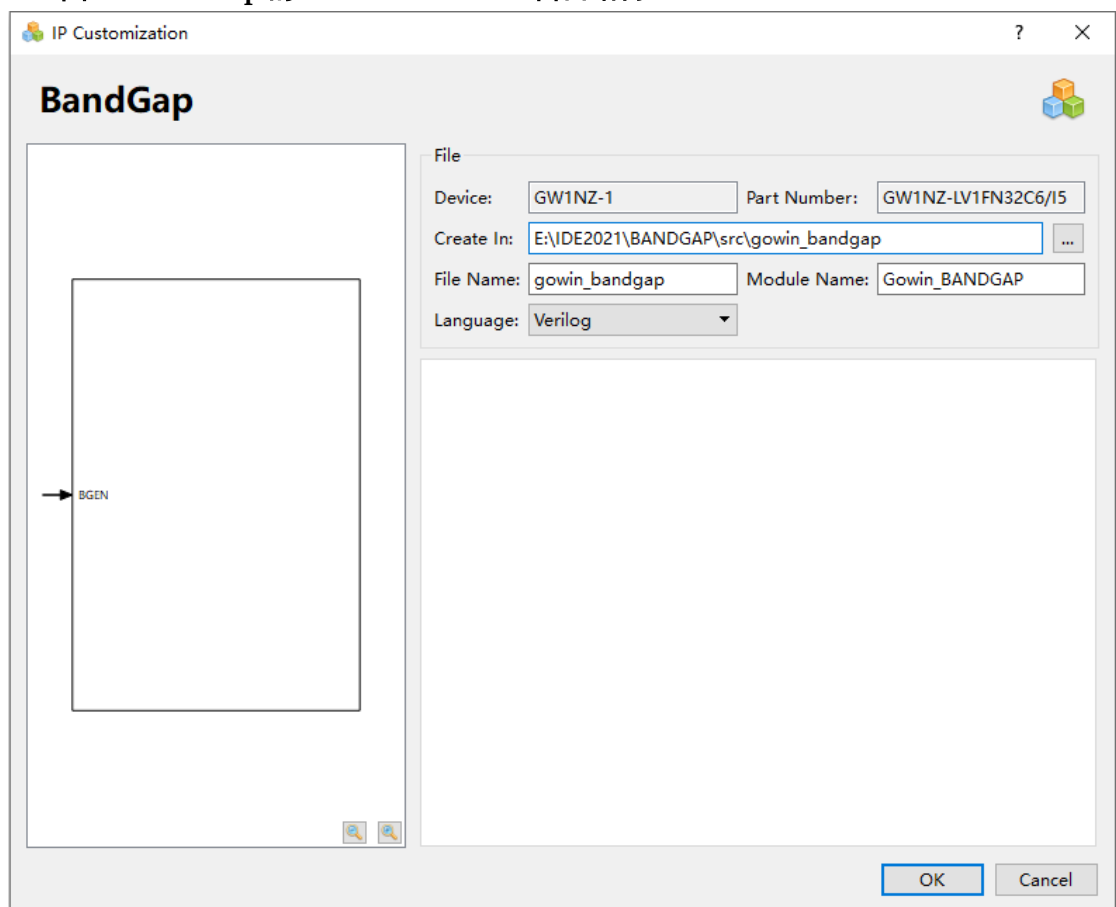 IP Customization
?
BandGap
File
Device: GW1NZ-1 Part Number: GW1NZ-LV1FN32C6/I5
Create In: E:\IDE2021\BANDGAP\src\gowin_bandgap ...
File Name: gowin_bandgap Module Name: Gowin_BANDGAP
Language: Verilog
BGEN
OK Cancel